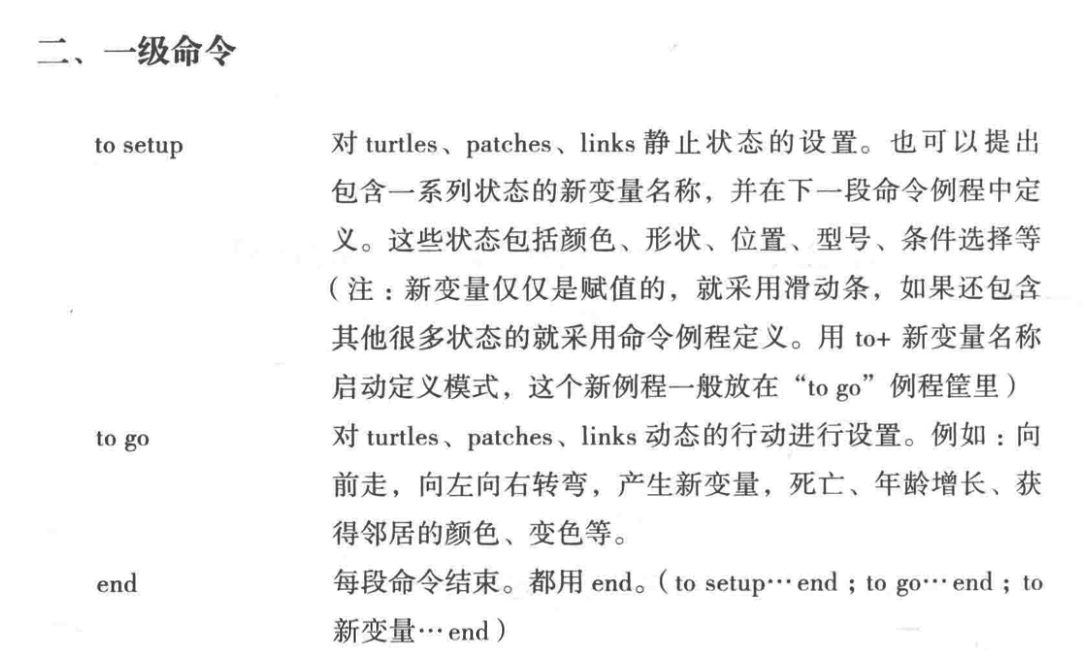 二、一级命令
to setup 对 turtles、patches、links 静止状态的设置。也可以提出
包含一系列状态的新变量名称，并在下一段命令例程中定
义。这些状态包括颜色、形状、位置、型号、条件选择等
（注：新变量仅仅是赋值的，就采用滑动条，如果还包含
其他很多状态的就采用命令例程定义。用 to+ 新变量名称
启动定义模式，这个新例程一般放在“to go”例程筐里）
to go 对 turtles、patches、links 动态的行动进行设置。例如：向
前走，向左向右转弯，产生新变量，死亡、年龄增长、获
得邻居的颜色、变色等。
end 每段命令结束。都用 end。（to setup…end；to go…end；to
新变量…end）